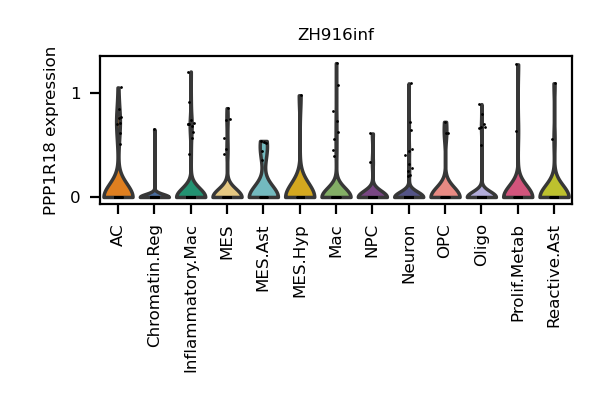 ZH916inf
PPP1R18 expression
1
0
AC
Chromatin.Reg
Inflammatory.Mac
MES
MES.Ast
MES.Hyp
Mac
NPC
Neuron
OPC
Oligo
Prolif.Metab
Reactive.Ast